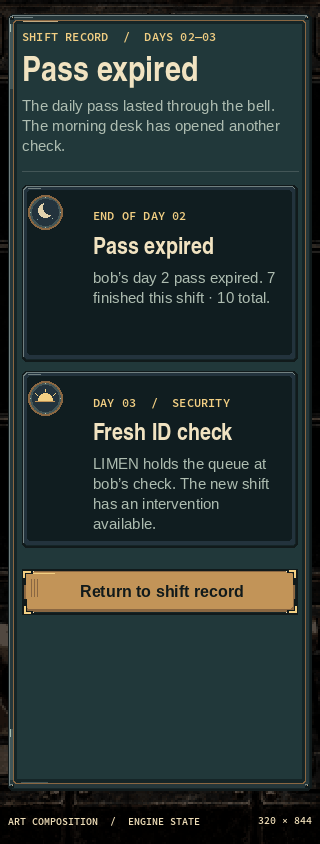 SHIFT RECORD / DAYS 02—03
Pass expired
The daily pass lasted through the bell.
The morning desk has opened another
check.
END OF DAY 02
Pass expired
bob’s day 2 pass expired. 7
finished this shift · 10 total.
DAY 03 / SECURITY
Fresh ID check
LIMEN holds the queue at
bob’s check. The new shift
has an intervention
available.
Return to shift record
ART COMPOSITION / ENGINE STATE
320 × 844